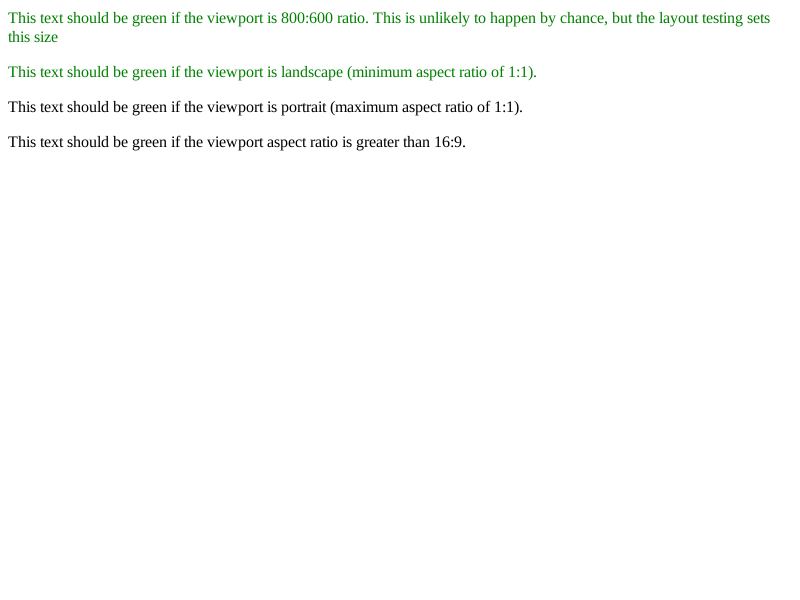 This text should be green if the viewport is 800:600 ratio. This is unlikely to happen by chance, but the layout testing sets
this size
This text should be green if the viewport is landscape (minimum aspect ratio of 1:1).
This text should be green if the viewport is portrait (maximum aspect ratio of 1:1).
This text should be green if the viewport aspect ratio is greater than 16:9.